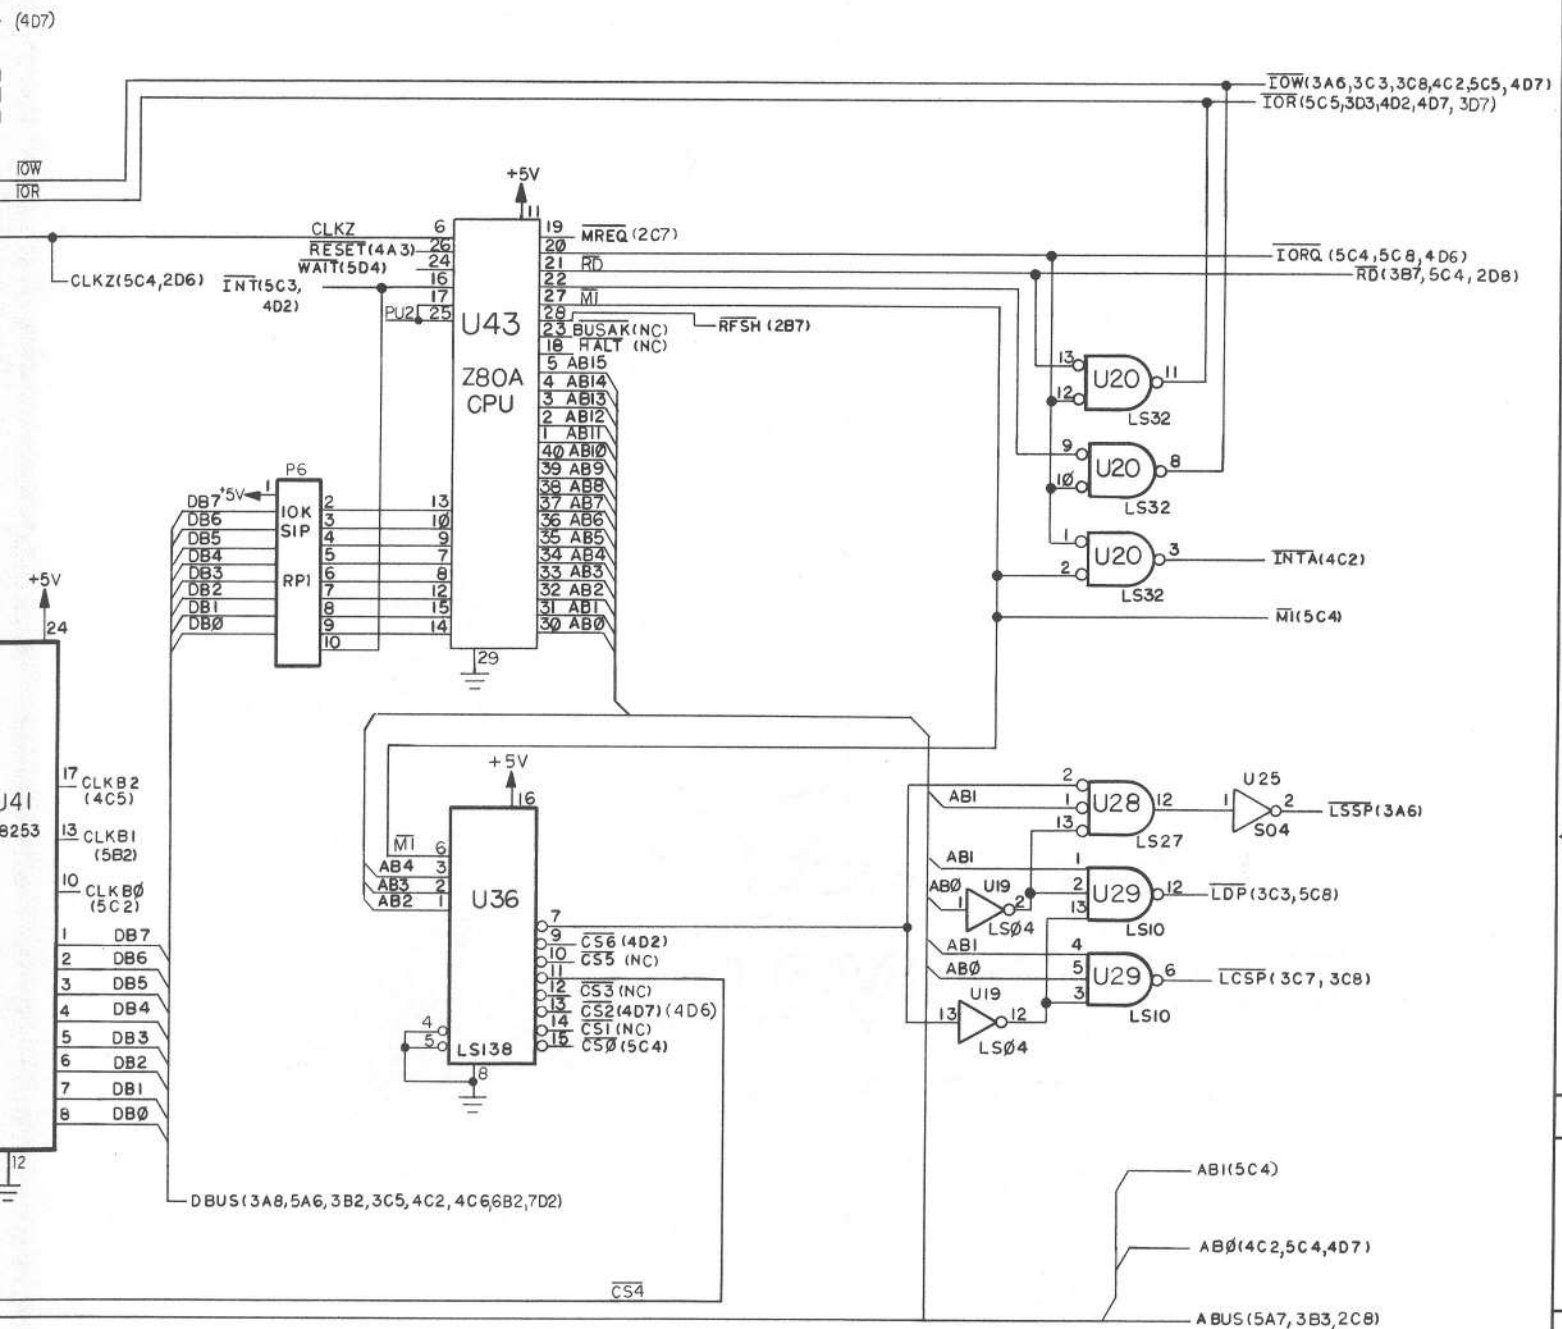 (4D7)
IOW(3A6,3C3,3C8,4C2,5C5,4D7)
IOR(5C5,3D3,4D2,4D7,3D7)
IOW
IOR
+5V
11
CLKZ 6
RESET(4A3) 26
WAIT(5D4) 24
INT(5C3, 16
4D2)
17
PU2 25
CLKZ(5C4,2D6)
U43
Z80A
CPU
19 MREQ(2C7)
20
21 RD
22
27 M1
28 RFSH(2B7)
23 BUSAK(NC)
18 HALT (NC)
5 AB15
4 AB14
3 AB13
2 AB12
1 AB11
40 AB10
39 AB9
38 AB8
37 AB7
36 AB6
35 AB5
34 AB4
33 AB3
32 AB2
31 AB1
30 ABØ
29
IORQ (5C4,5C8,4D6)
RD(3B7,5C4,2D8)
13 U20 11
12
LS32
9 U20 8
10
LS32
1 U20 3
2
LS32
INTA(4C2)
M1(5C4)
P6
+5V 1
10K
SIP
RP1
DB7 2 13
DB6 3 10
DB5 4 9
DB4 5 7
DB3 6 8
DB2 7 12
DB1 8 15
DBØ 9 14
10
+5V
24
U41
8253
17 CLKB2
(4C5)
13 CLKB1
(5B2)
10 CLKBØ
(5C2)
1 DB7
2 DB6
3 DB5
4 DB4
5 DB3
6 DB2
7 DB1
8 DBØ
12
+5V
16
M1 6
AB4 3
AB3 2
AB2 1
U36
LS138
4
5
8
7
9 CS6(4D2)
10 CS5 (NC)
11
12 CS3(NC)
13 CS2(4D7)(4D6)
14 CS1(NC)
15 CSØ(5C4)
2
AB1 1 U28 12
13
LS27
U25
1 2
S04
LSSP(3A6)
AB1 1
2 U29 12
13
LS10
LDP(3C3,5C8)
ABØ 1 U19 2
LSØ4
AB1 4
ABØ 5 U29 6
3
LS10
LCSP(3C7,3C8)
U19
13 12
LSØ4
DBUS(3A8,5A6,3B2,3C5,4C2,4C6,6B2,7D2)
AB1(5C4)
ABØ(4C2,5C4,4D7)
CS4
ABUS(5A7,3B3,2C8)